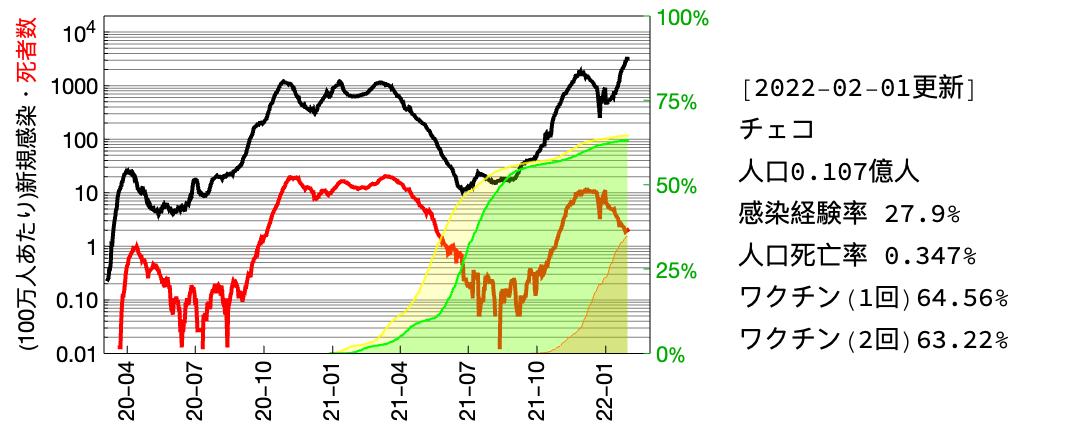 (100万人あたり)新規感染・死者数
10^4
1000
100
10
1
0.10
0.01
100%
75%
50%
25%
0%
20-04
20-07
20-10
21-01
21-04
21-07
21-10
22-01
[2022-02-01更新]
チェコ
人口0.107億人
感染経験率 27.9%
人口死亡率 0.347%
ワクチン(1回)64.56%
ワクチン(2回)63.22%